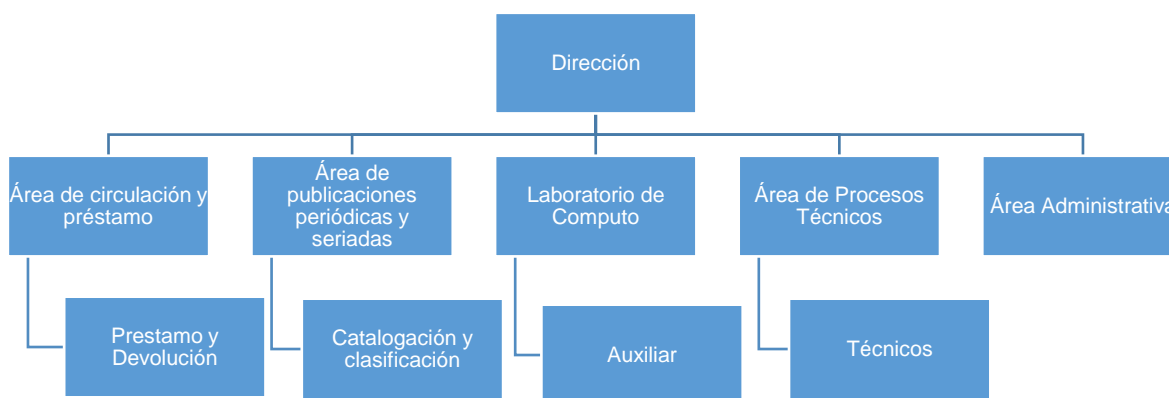 Dirección
Área de circulación y
préstamo
Área de
publicaciones
periódicas y
seriadas
Laboratorio de
Computo
Área de Procesos
Técnicos
Área Administrativa
Prestamo y
Devolución
Catalogación y
clasificación
Auxiliar
Técnicos